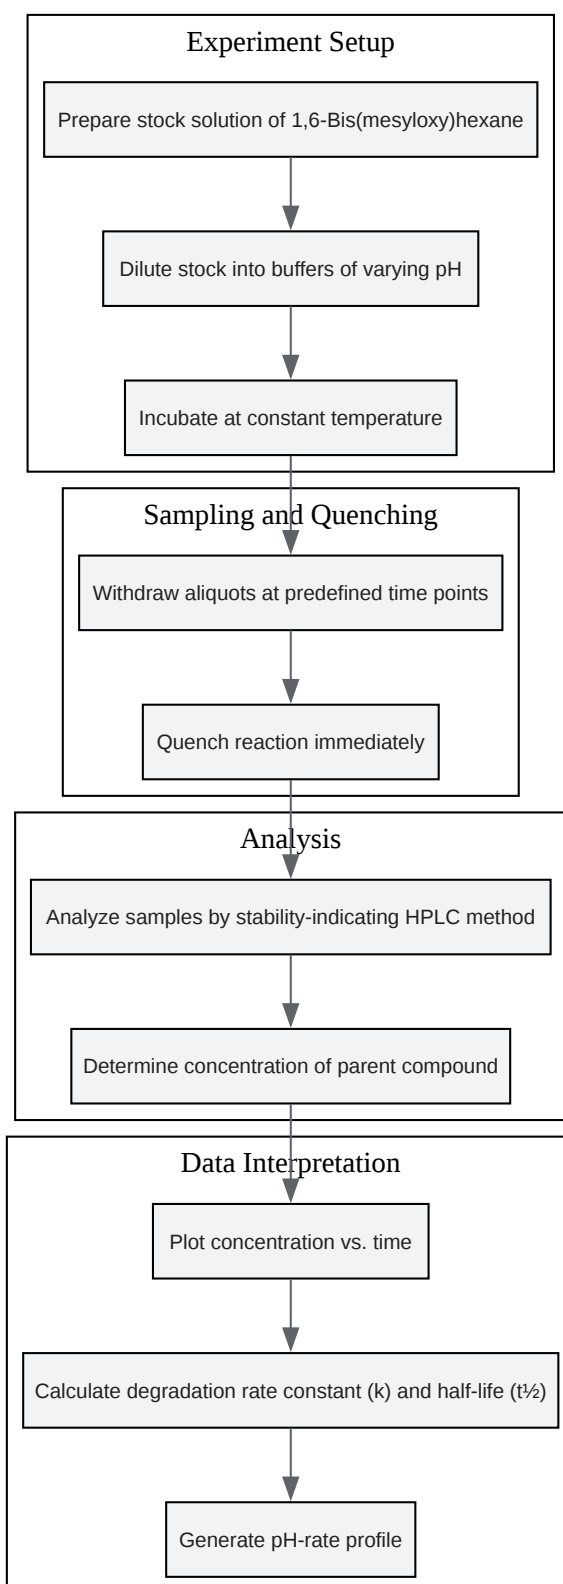 Experiment Setup
Prepare stock solution of 1,6-Bis(mesyloxy)hexane
Dilute stock into buffers of varying pH
Incubate at constant temperature
Sampling and Quenching
Withdraw aliquots at predefined time points
Quench reaction immediately
Analysis
Analyze samples by stability-indicating HPLC method
Determine concentration of parent compound
Data Interpretation
Plot concentration vs. time
Calculate degradation rate constant (k) and half-life (t½)
Generate pH-rate profile